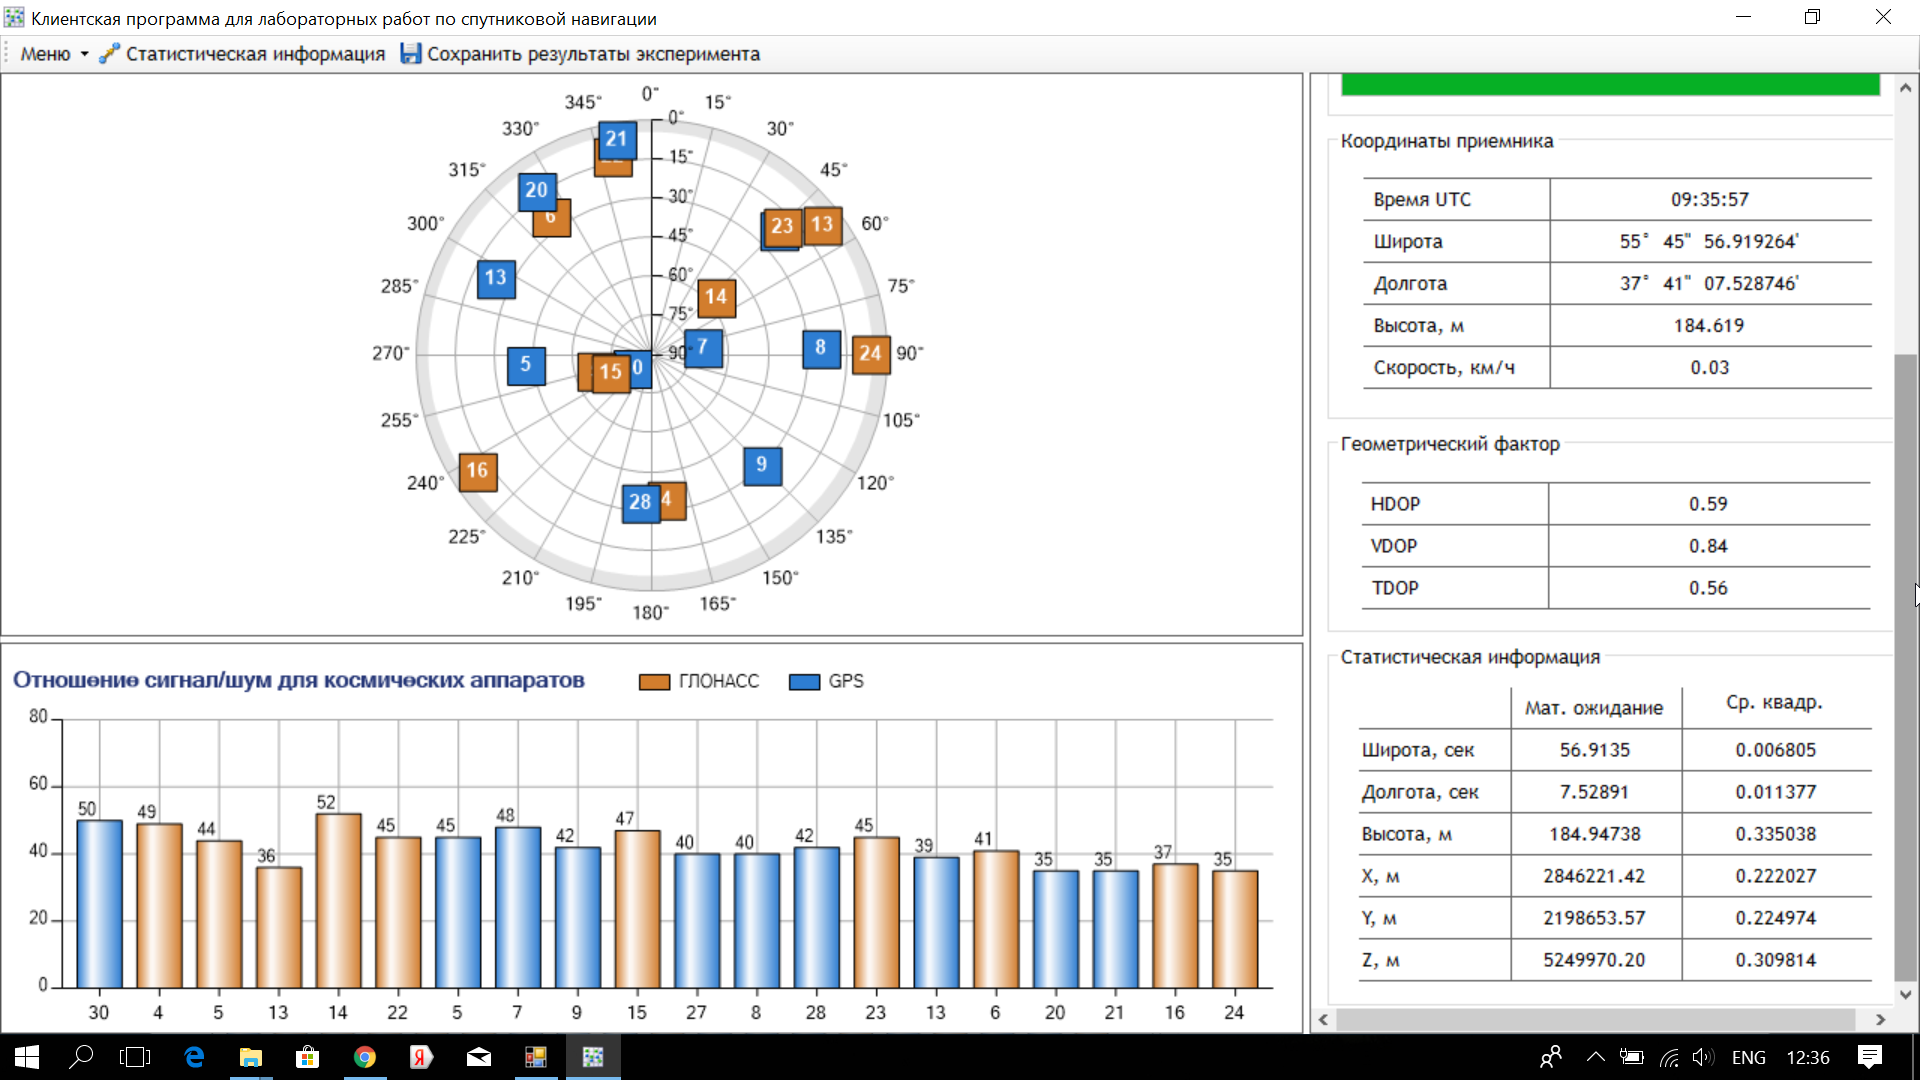 Клиентская программа для лабораторных работ по спутниковой навигации
Меню Статистическая информация Сохранить результаты эксперимента
0° 15° 30° 45° 60° 75° 90° 105° 120° 135° 150° 165° 180° 195° 210° 225° 240° 255° 270° 285° 300° 315° 330° 345°
0°
15°
30°
45°
60°
75°
90°
21
20
6
23
13
13
14
7
8
24
5
15
0
16
9
28
4
Отношение сигнал/шум для космических аппаратов ГЛОНАСС GPS
80
60
40
20
0
50 49 44 36 52 45 45 48 42 47 40 40 42 45 39 41 35 35 37 35
30 4 5 13 14 22 5 7 9 15 27 8 28 23 13 6 20 21 16 24
Координаты приемника
Время UTC 09:35:57
Широта 55° 45" 56.919264'
Долгота 37° 41" 07.528746'
Высота, м 184.619
Скорость, км/ч 0.03
Геометрический фактор
HDOP 0.59
VDOP 0.84
TDOP 0.56
Статистическая информация
Мат. ожидание Ср. квадр.
Широта, сек 56.9135 0.006805
Долгота, сек 7.52891 0.011377
Высота, м 184.94738 0.335038
X, м 2846221.42 0.222027
Y, м 2198653.57 0.224974
Z, м 5249970.20 0.309814
ENG 12:36